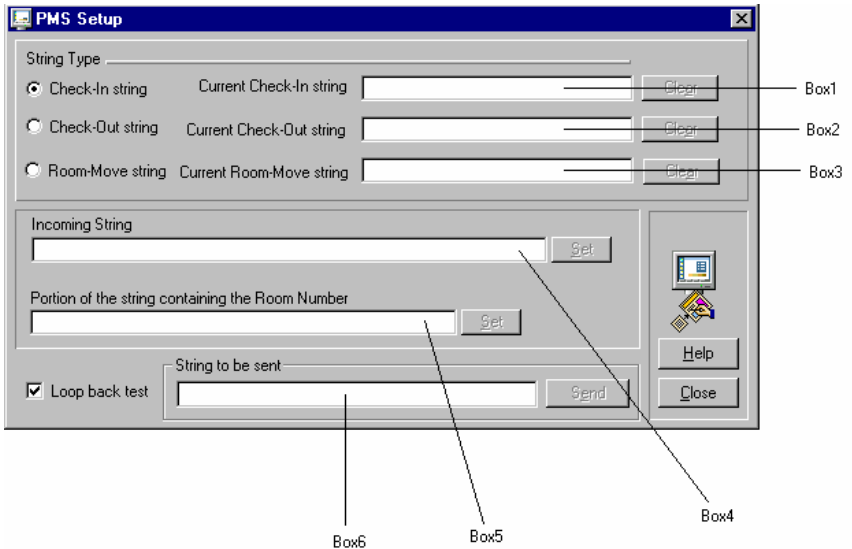 PMS Setup
String Type
Check-In string Current Check-In string Clear Box1
Check-Out string Current Check-Out string Clear Box2
Room-Move string Current Room-Move string Clear Box3
Incoming String
Set
Portion of the string containing the Room Number
Set
Help
String to be sent
Loop back test Send Close
Box4
Box5
Box6